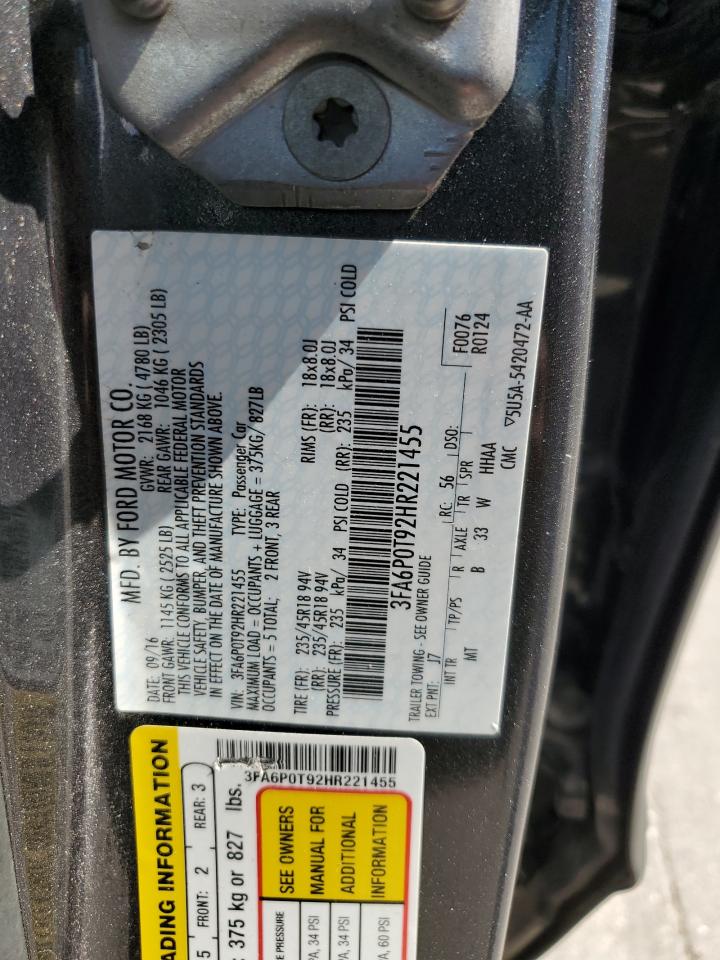 MFD. BY FORD MOTOR CO.
DATE: 09/16 GVWR: 2168 KG ( 4780 LB)
FRONT GAWR: 1145 KG ( 2525 LB) REAR GAWR: 1046 KG ( 2305 LB)
THIS VEHICLE CONFORMS TO ALL APPLICABLE FEDERAL MOTOR
VEHICLE SAFETY, BUMPER, AND THEFT PREVENTION STANDARDS
IN EFFECT ON THE DATE OF MANUFACTURE SHOWN ABOVE.
VIN: 3FA6P0T92HR221455 TYPE: Passenger Car
MAXIMUM LOAD = OCCUPANTS + LUGGAGE = 375KG/ 827LB
OCCUPANTS = 5 TOTAL; 2 FRONT, 3 REAR
TIRE (FR): 235/45R18 94V RIMS (FR): 18x8.0J
(RR): 235/45R18 94V (RR): 18x8.0J
PRESSURE (FR): 235 kPa/ 34 PSI COLD (RR): 235 kPa/ 34 PSI COLD
3FA6P0T92HR221455
TRAILER TOWING - SEE OWNER GUIDE F0076
EXT PNT: J7 RC: 56 DSO: R0124
INT TR TP/PS R AXLE TR SPR
MT B 33 W HHAA
CMC ▽5U5A-5420472-AA
ADING INFORMATION
5 FRONT: 2 REAR: 3
375 kg or 827 lbs.
3FA6P0T92HR221455
SEE OWNERS
MANUAL FOR
ADDITIONAL
INFORMATION
E PRESSURE
PA, 34 PSI
PA, 34 PSI
PA, 60 PSI